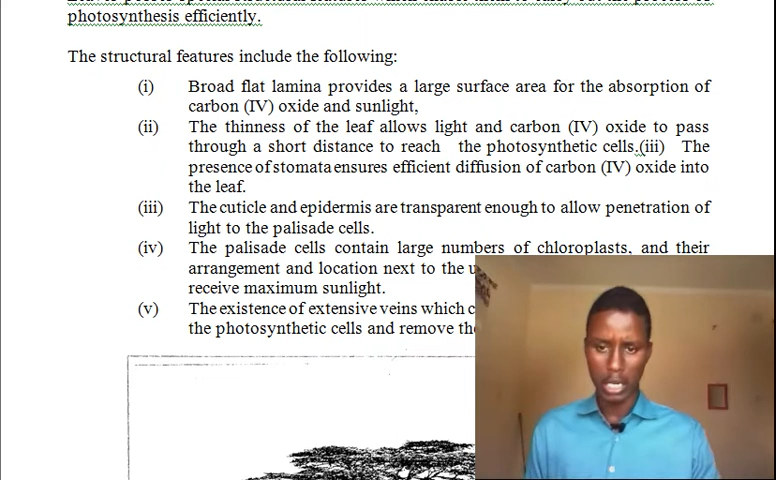 photosynthesis efficiently.
The structural features include the following:
(i) Broad flat lamina provides a large surface area for the absorption of
carbon (IV) oxide and sunlight,
(ii) The thinness of the leaf allows light and carbon (IV) oxide to pass
through a short distance to reach the photosynthetic cells.(iii) The
presence of stomata ensures efficient diffusion of carbon (IV) oxide into
the leaf.
(iii) The cuticle and epidermis are transparent enough to allow penetration of
light to the palisade cells.
(iv) The palisade cells contain large numbers of chloroplasts, and their
arrangement and location next to the
receive maximum sunlight.
(v) The existence of extensive veins which
the photosynthetic cells and remove